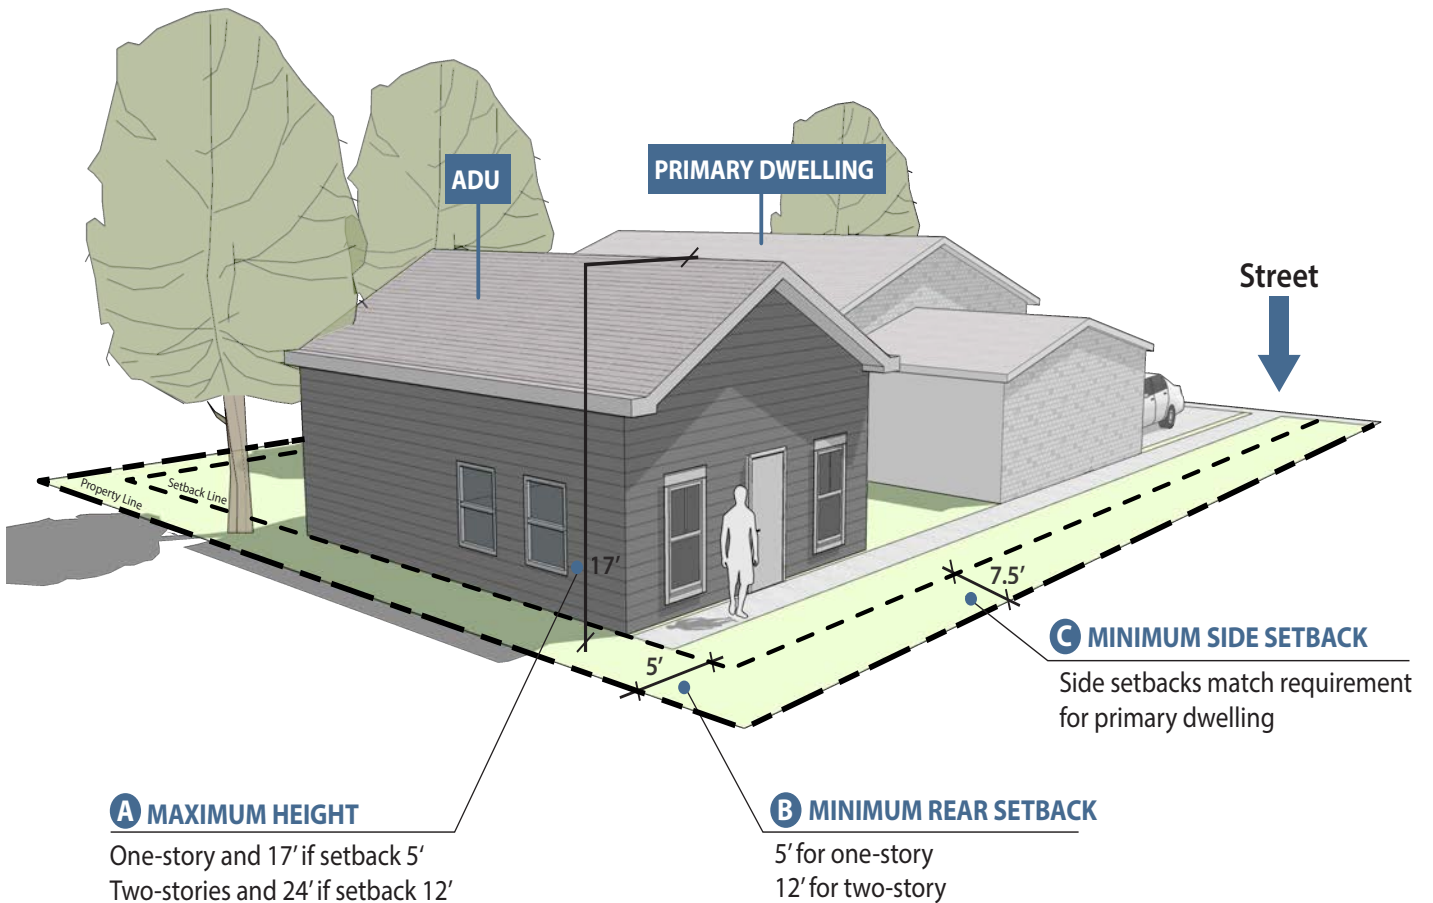 ADU
PRIMARY DWELLING
Street
Property Line
Setback Line
17'
7.5'
5'
C MINIMUM SIDE SETBACK
Side setbacks match requirement
for primary dwelling
A MAXIMUM HEIGHT
One-story and 17' if setback 5‘
Two-stories and 24' if setback 12'
B MINIMUM REAR SETBACK
5' for one-story
12' for two-story